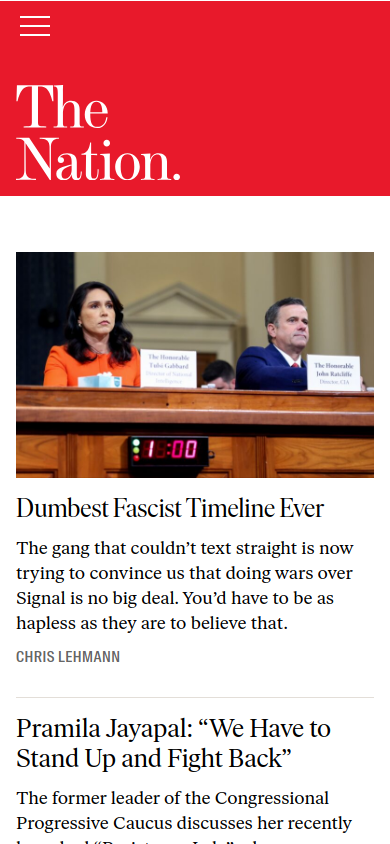 The
Nation.
The Honorable
Tulsi Gabbard
Director of National
Intelligence
The Honorable
John Ratcliffe
Director, CIA
1:00
Dumbest Fascist Timeline Ever
The gang that couldn’t text straight is now
trying to convince us that doing wars over
Signal is no big deal. You’d have to be as
hapless as they are to believe that.
CHRIS LEHMANN
Pramila Jayapal: “We Have to
Stand Up and Fight Back”
The former leader of the Congressional
Progressive Caucus discusses her recently